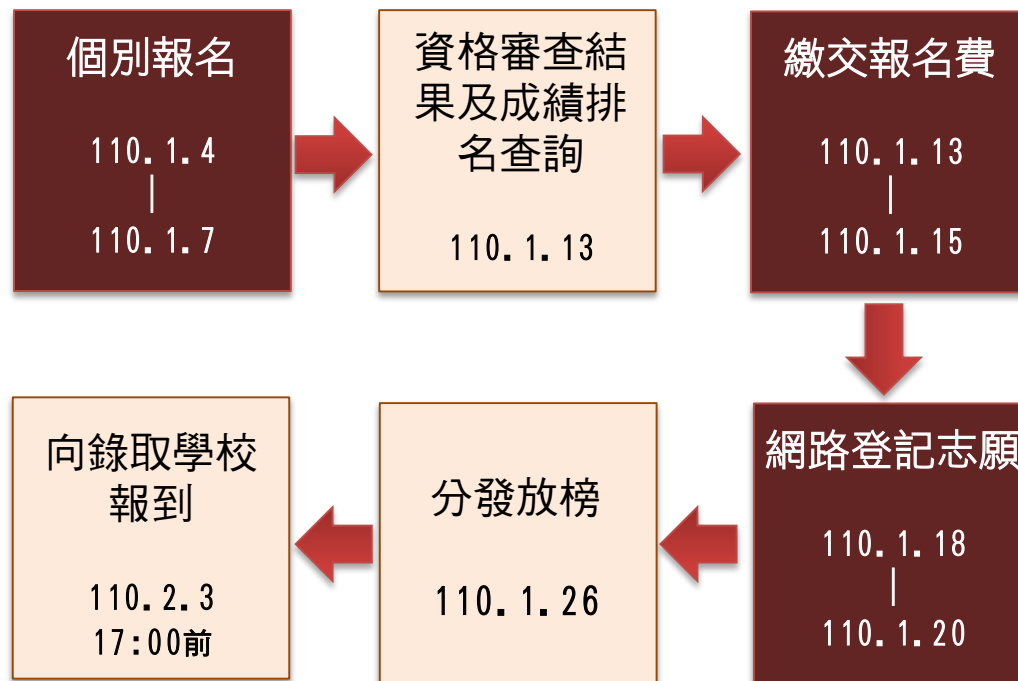 個別報名
110.1.4
|
110.1.7
資格審查結
果及成績排
名查詢
110.1.13
繳交報名費
110.1.13
|
110.1.15
網路登記志願
110.1.18
|
110.1.20
分發放榜
110.1.26
向錄取學校
報到
110.2.3
17:00前